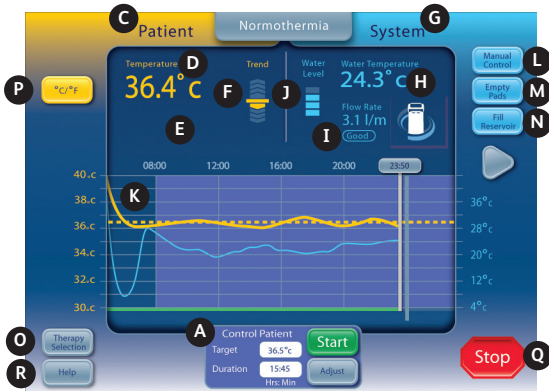 C
Patient
Normothermia
System
G
Temperature
D
Trend
Water
Level
Water Temperature
P
°C/°F
36.4°c
F
J
24.3°c
H
Manual
Control
L
Empty
Pads
M
E
I
Flow Rate
3.1 l/m
Good
Fill
Reservoir
N
08:00
12:00
16:00
20:00
23:50
40.c
K
38.c
36.c
34.c
32.c
30.c
36°c
28°c
20°c
12°c
4°c
A
Control Patient
Target
36.5°c
Start
Duration
15:45
Hrs: Min
Adjust
O
Therapy
Selection
R
Help
Stop
Q